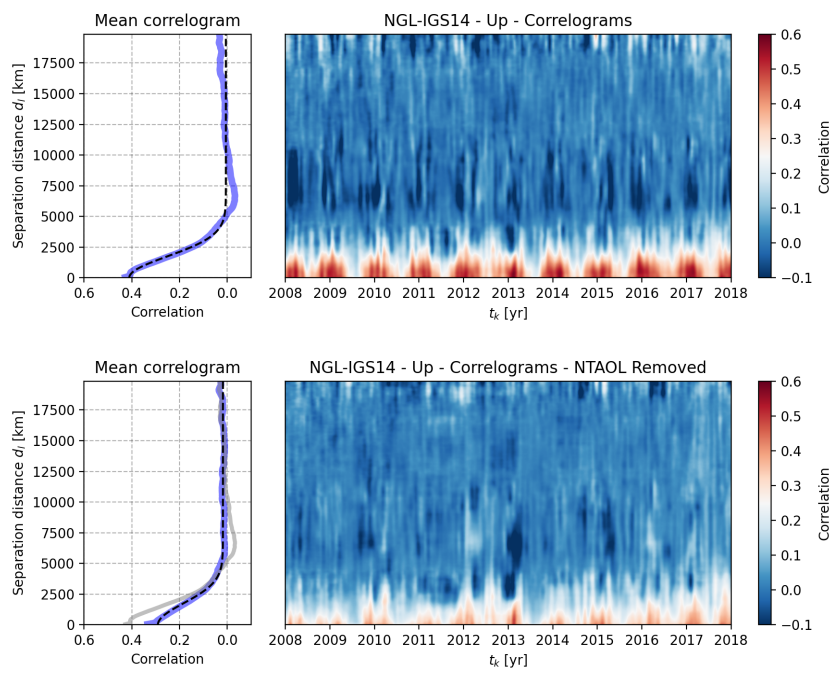 Mean correlogram
NGL-IGS14 - Up - Correlograms
Separation distance d_i [km]
17500
15000
12500
10000
7500
5000
2500
0
0.6 0.4 0.2 0.0
Correlation
2008 2009 2010 2011 2012 2013 2014 2015 2016 2017 2018
t_k [yr]
0.6
0.5
0.4
0.3
0.2
0.1
0.0
−0.1
Correlation
Mean correlogram
NGL-IGS14 - Up - Correlograms - NTAOL Removed
Separation distance d_i [km]
17500
15000
12500
10000
7500
5000
2500
0
0.6 0.4 0.2 0.0
Correlation
2008 2009 2010 2011 2012 2013 2014 2015 2016 2017 2018
t_k [yr]
0.6
0.5
0.4
0.3
0.2
0.1
0.0
−0.1
Correlation